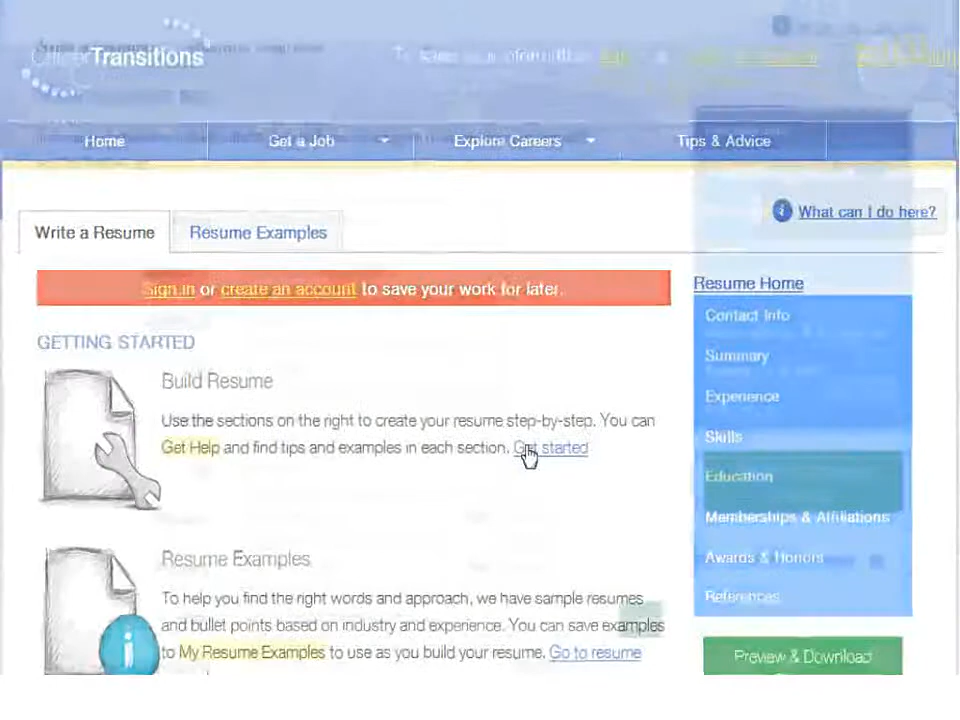 CareerTransitions
Home
Get a Job
Explore Careers
Tips & Advice
What can I do here?
Write a Resume
Resume Examples
Sign in or create an account to save your work for later.
Resume Home
Contact Info
Summary
Experience
Skills
Education
Memberships & Affiliations
Awards & Honors
References
Preview & Download
GETTING STARTED
Build Resume
Use the sections on the right to create your resume step-by-step. You can
Get Help and find tips and examples in each section. Get started
Resume Examples
To help you find the right words and approach, we have sample resumes
and bullet points based on industry and experience. You can save examples
to My Resume Examples to use as you build your resume. Go to resume